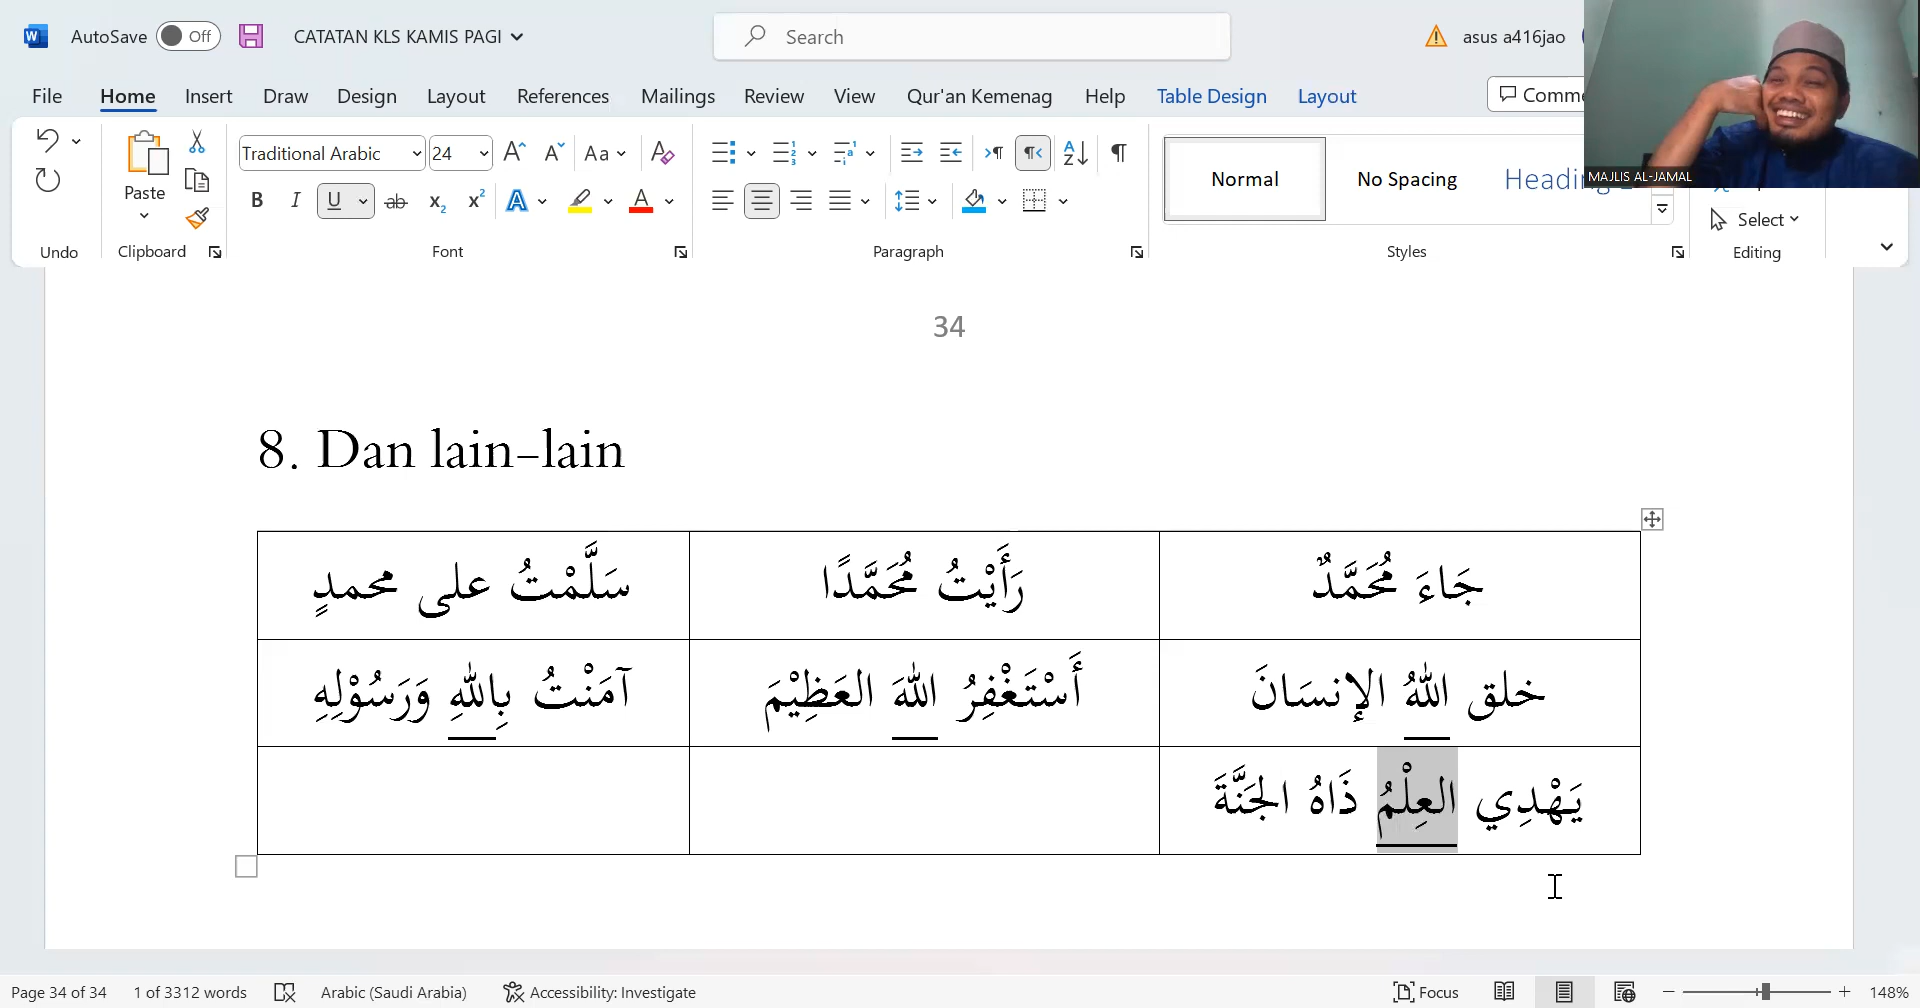 AutoSave Off CATATAN KLS KAMIS PAGI Search asus a416jao
File Home Insert Draw Design Layout References Mailings Review View Qur'an Kemenag Help Table Design Layout Comme
Traditional Arabic 24 Aa Normal No Spacing Heading
MAJLIS AL-JAMAL
Paste B I U ab Select
Undo Clipboard Font Paragraph Styles Editing
34
8. Dan lain-lain
جَاءَ مُحَمَّدٌ رَأَيْتُ مُحَمَّدًا سَلَّمْتُ على محمدٍ
خلق اللهُ الإنسَانَ أَسْتَغْفِرُ اللهَ العَظِيْمَ آمَنْتُ بِاللهِ وَرَسُوْلِهِ
يَهْدِي العِلْمُ ذَاهُ الجَنَّةَ
Page 34 of 34 1 of 3312 words Arabic (Saudi Arabia) Accessibility: Investigate Focus 148%